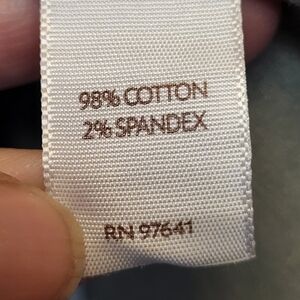 98% COTTON
2% SPANDEX
RN 97641